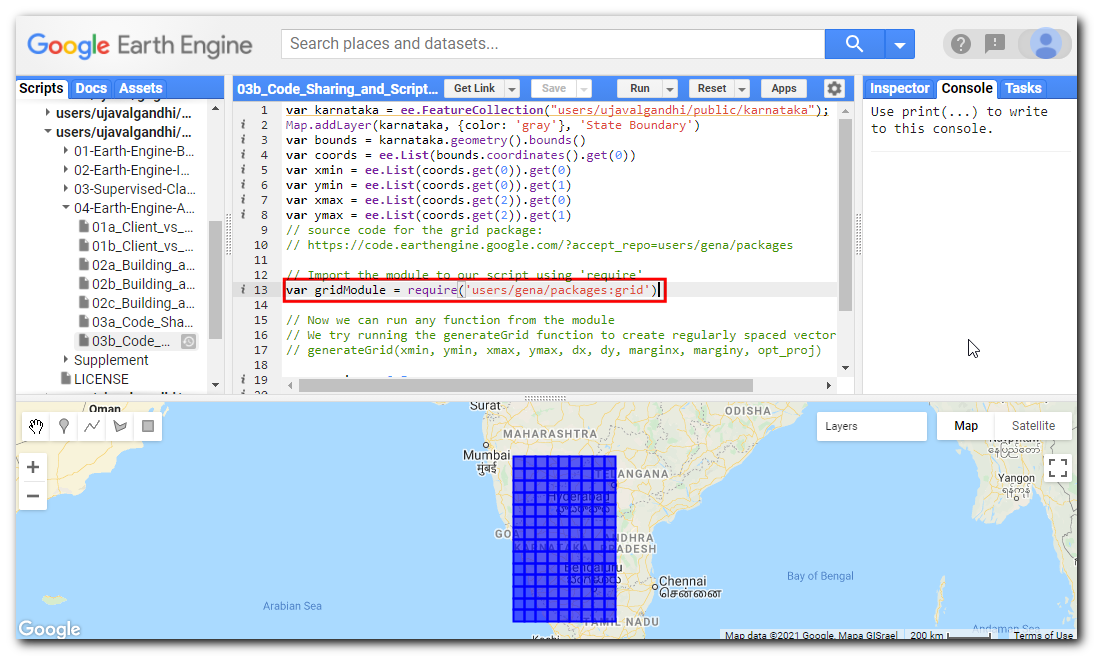 Google Earth Engine
Search places and datasets...
Scripts Docs Assets
users/ujavalgandhi/...
users/ujavalgandhi/...
01-Earth-Engine-B...
02-Earth-Engine-I...
03-Supervised-Cla...
04-Earth-Engine-A...
01a_Client_vs_...
01b_Client_vs_...
02a_Building_a...
02b_Building_a...
02c_Building_a...
03a_Code_Sha...
03b_Code_...
Supplement
LICENSE
03b_Code_Sharing_and_Script... Get Link Save Run Reset Apps
1 var karnataka = ee.FeatureCollection("users/ujavalgandhi/public/karnataka");
i 2 Map.addLayer(karnataka, {color: 'gray'}, 'State Boundary')
i 3 var bounds = karnataka.geometry().bounds()
i 4 var coords = ee.List(bounds.coordinates().get(0))
i 5 var xmin = ee.List(coords.get(0)).get(0)
i 6 var ymin = ee.List(coords.get(0)).get(1)
i 7 var xmax = ee.List(coords.get(2)).get(0)
i 8 var ymax = ee.List(coords.get(2)).get(1)
9 // source code for the grid package:
10 // https://code.earthengine.google.com/?accept_repo=users/gena/packages
11
12 // Import the module to our script using 'require'
i 13 var gridModule = require('users/gena/packages:grid')
14
15 // Now we can run any function from the module
16 // We try running the generateGrid function to create regularly spaced vector
17 // generateGrid(xmin, ymin, xmax, ymax, dx, dy, marginx, marginy, opt_proj)
18
i 19
Inspector Console Tasks
Use print(...) to write
to this console.
Oman
Surat
ODISHA
Layers
Map Satellite
MAHARASHTRA
Mumbai
मुंबई
TELANGANA
Hyderabad
Yangon
ရန်ကုန်
GOA
ANDHRA
KARNATAKA PRADESH
Bengaluru
Chennai
சென்னை
Bay of Bengal
Arabian Sea
TAMIL NADU
Kochi
Andaman Sea
Google
Map data ©2021 Google, Mapa GISrael 200 km Terms of Use